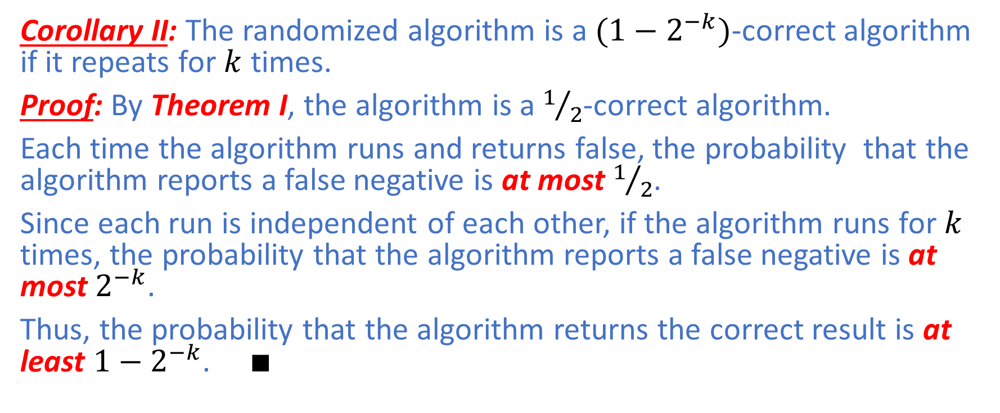 Corollary II: The randomized algorithm is a (1 − 2⁻ᵏ)-correct algorithm
if it repeats for k times.
Proof: By Theorem I, the algorithm is a 1/2-correct algorithm.
Each time the algorithm runs and returns false, the probability that the
algorithm reports a false negative is at most 1/2.
Since each run is independent of each other, if the algorithm runs for k
times, the probability that the algorithm reports a false negative is at
most 2⁻ᵏ.
Thus, the probability that the algorithm returns the correct result is at
least 1 − 2⁻ᵏ. ■